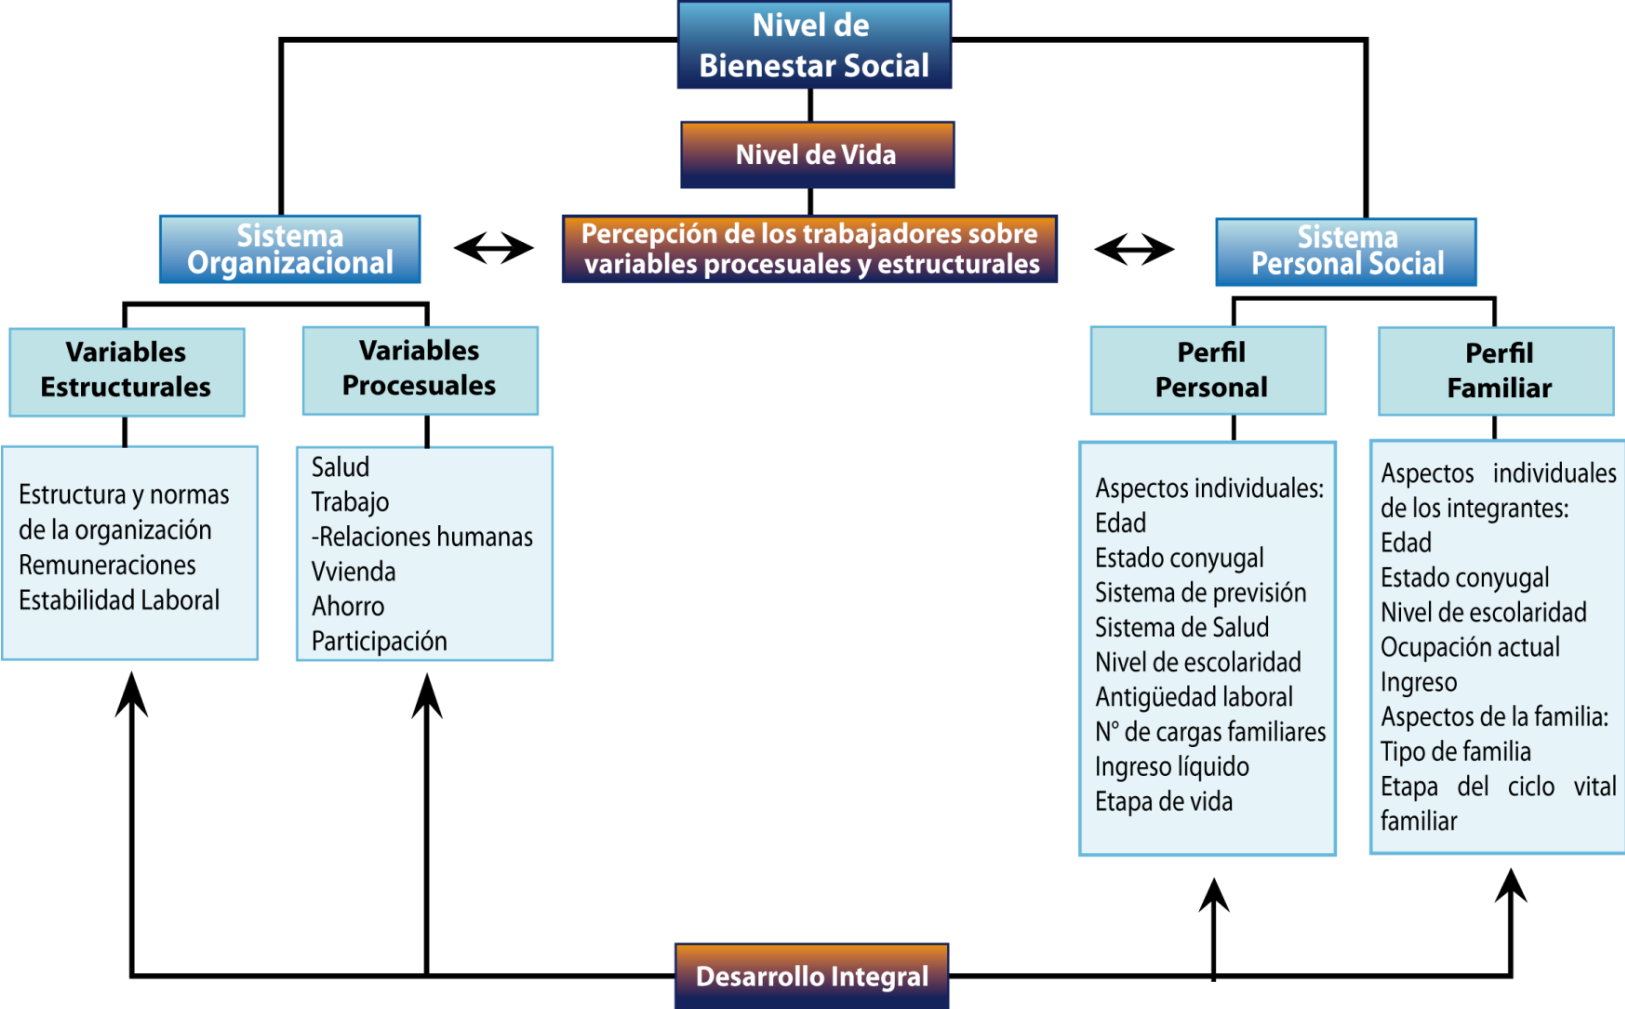 Nivel de
Bienestar Social
Nivel de Vida
Sistema
Organizacional
Percepción de los trabajadores sobre
variables procesuales y estructurales
Sistema
Personal Social
Variables
Estructurales
Variables
Procesuales
Perfil
Personal
Perfil
Familiar
Estructura y normas
de la organización
Remuneraciones
Estabilidad Laboral
Salud
Trabajo
-Relaciones humanas
Vvienda
Ahorro
Participación
Aspectos individuales:
Edad
Estado conyugal
Sistema de previsión
Sistema de Salud
Nivel de escolaridad
Antigüedad laboral
N° de cargas familiares
Ingreso líquido
Etapa de vida
Aspectos individuales
de los integrantes:
Edad
Estado conyugal
Nivel de escolaridad
Ocupación actual
Ingreso
Aspectos de la familia:
Tipo de familia
Etapa del ciclo vital
familiar
Desarrollo Integral